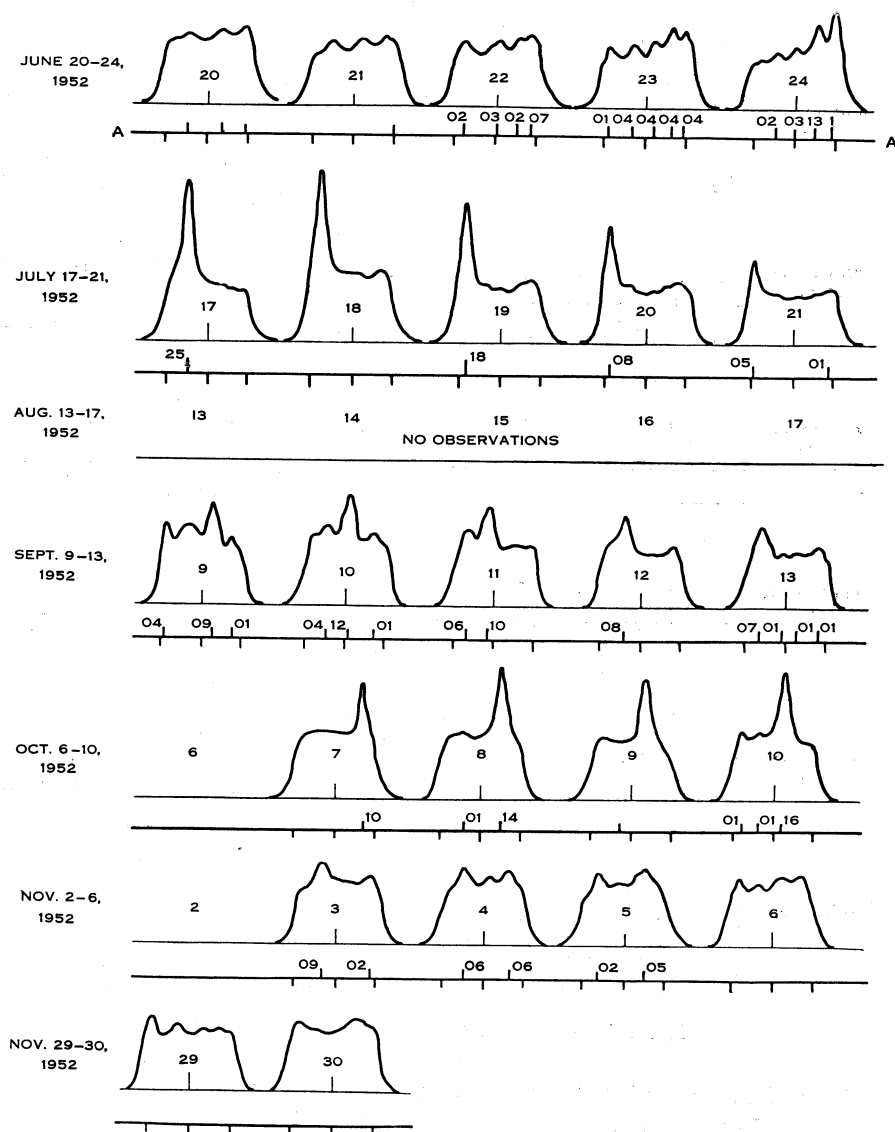 JUNE 20-24,
1952
20 21 22 23 24
A 02 03 02 07 01 04 04 04 04 02 03 13 1 A
JULY 17-21,
1952
17 18 19 20 21
25 18 08 05 01
AUG. 13-17,
1952
13 14 15 16 17
NO OBSERVATIONS
SEPT. 9-13,
1952
9 10 11 12 13
04 09 01 04 12 01 06 10 08 07 01 01 01
OCT. 6-10,
1952
6 7 8 9 10
10 01 14 01 01 16
NOV. 2-6,
1952
2 3 4 5 6
09 02 06 06 02 05
NOV. 29-30,
1952
29 30